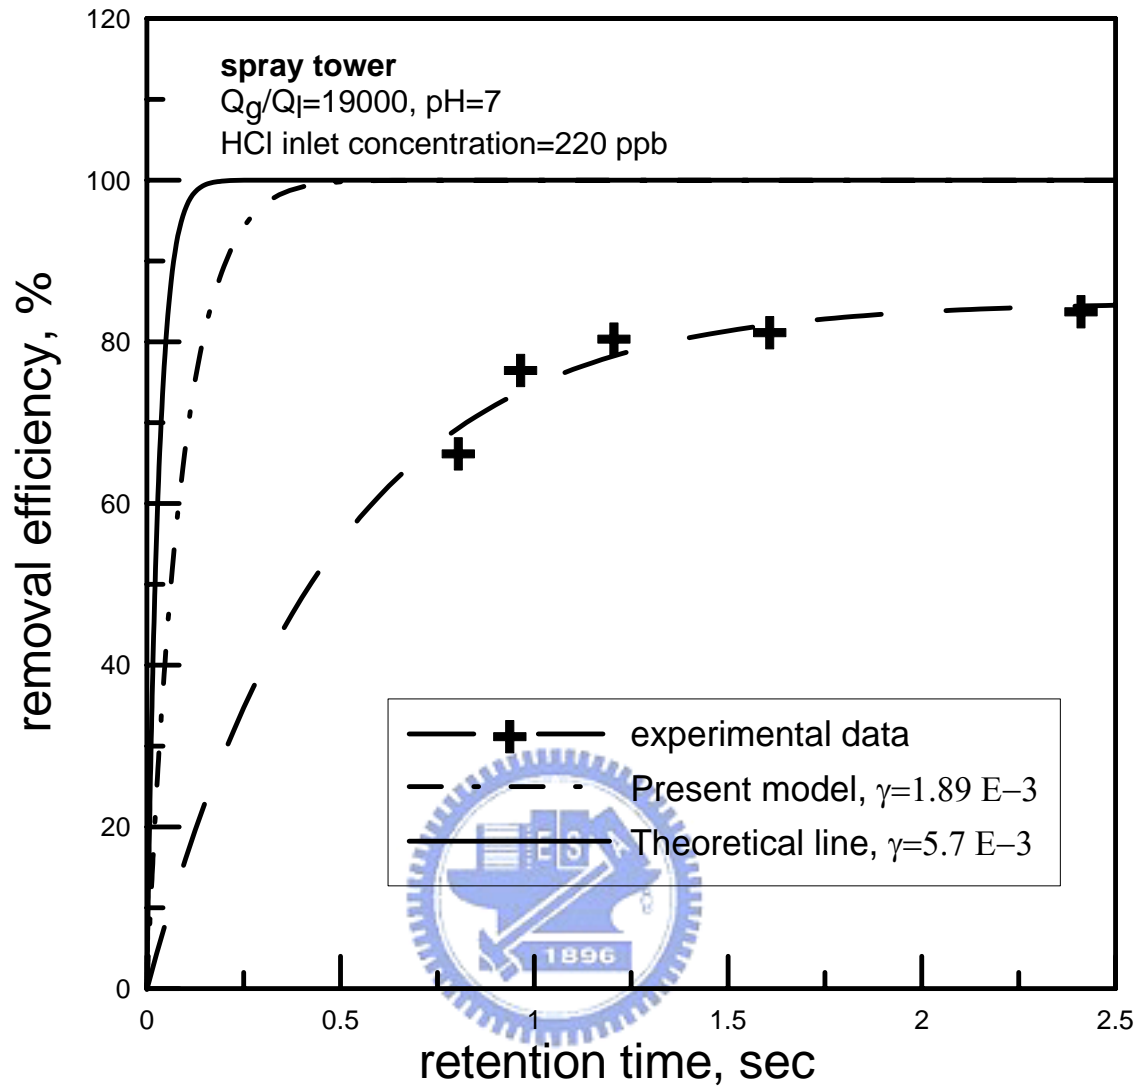 120
spray tower
Qg/Ql=19000, pH=7
HCl inlet concentration=220 ppb
100
80
60
40
20
0
removal efficiency, %
experimental data
Present model, γ=1.89 E−3
Theoretical line, γ=5.7 E−3
ES
1896
0 0.5 1 1.5 2 2.5
retention time, sec